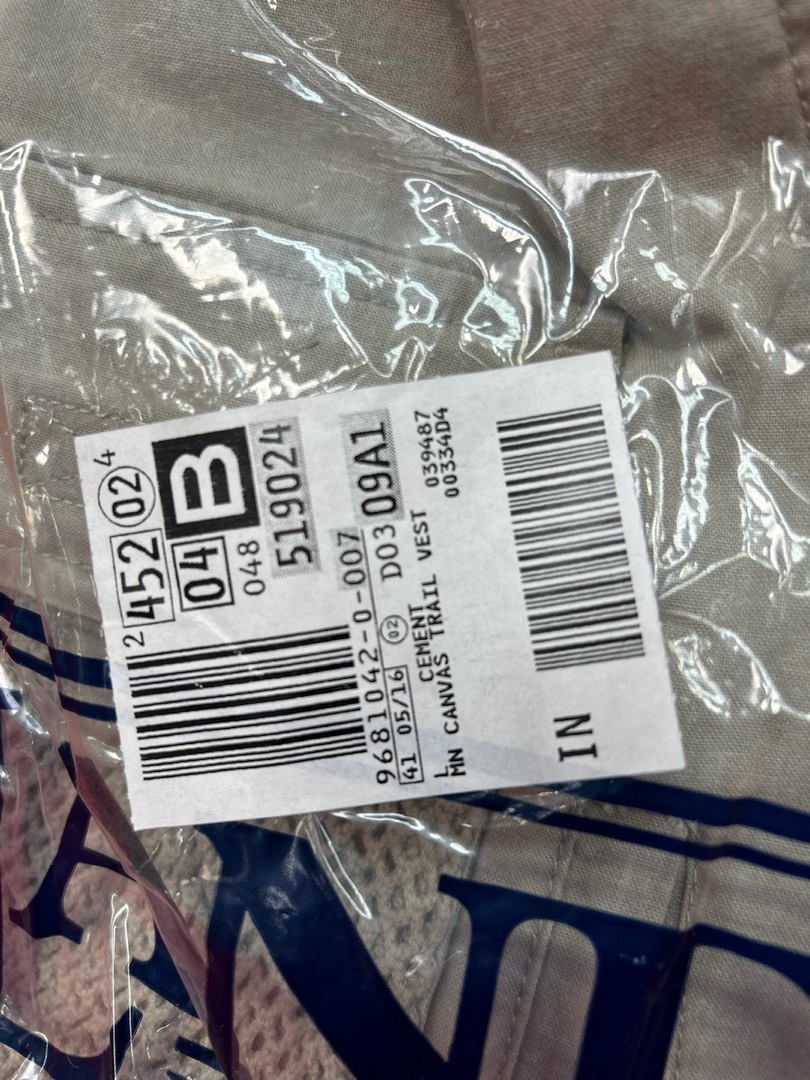 2 452 02 4
04 B
048
519024
9681042-0-007
41 05/16 02 D03 09A1
CEMENT
L
MN CANVAS TRAIL VEST
039487
00334D4
IN